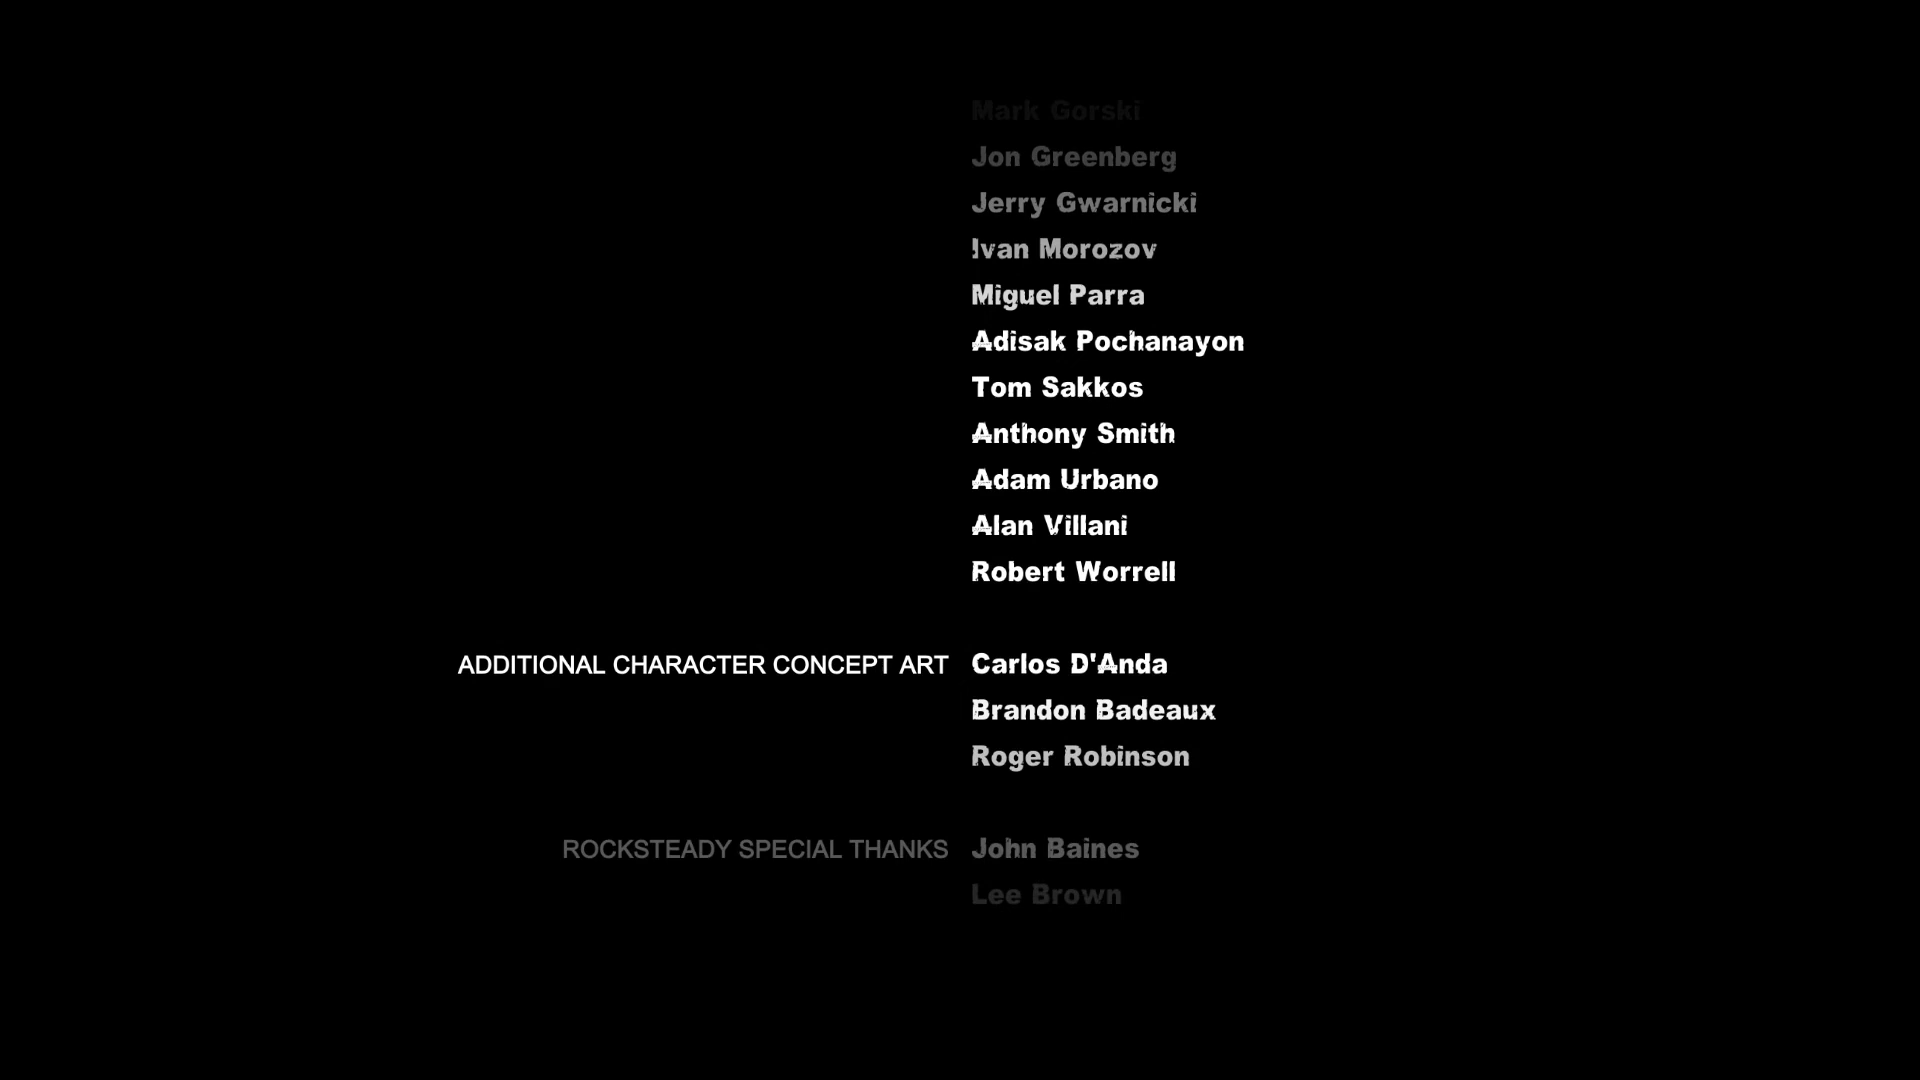 Mark Gorski
Jon Greenberg
Jerry Gwarnicki
Ivan Morozov
Miguel Parra
Adisak Pochanayon
Tom Sakkos
Anthony Smith
Adam Urbano
Alan Villani
Robert Worrell
ADDITIONAL CHARACTER CONCEPT ART Carlos D'Anda
Brandon Badeaux
Roger Robinson
ROCKSTEADY SPECIAL THANKS John Baines
Lee Brown